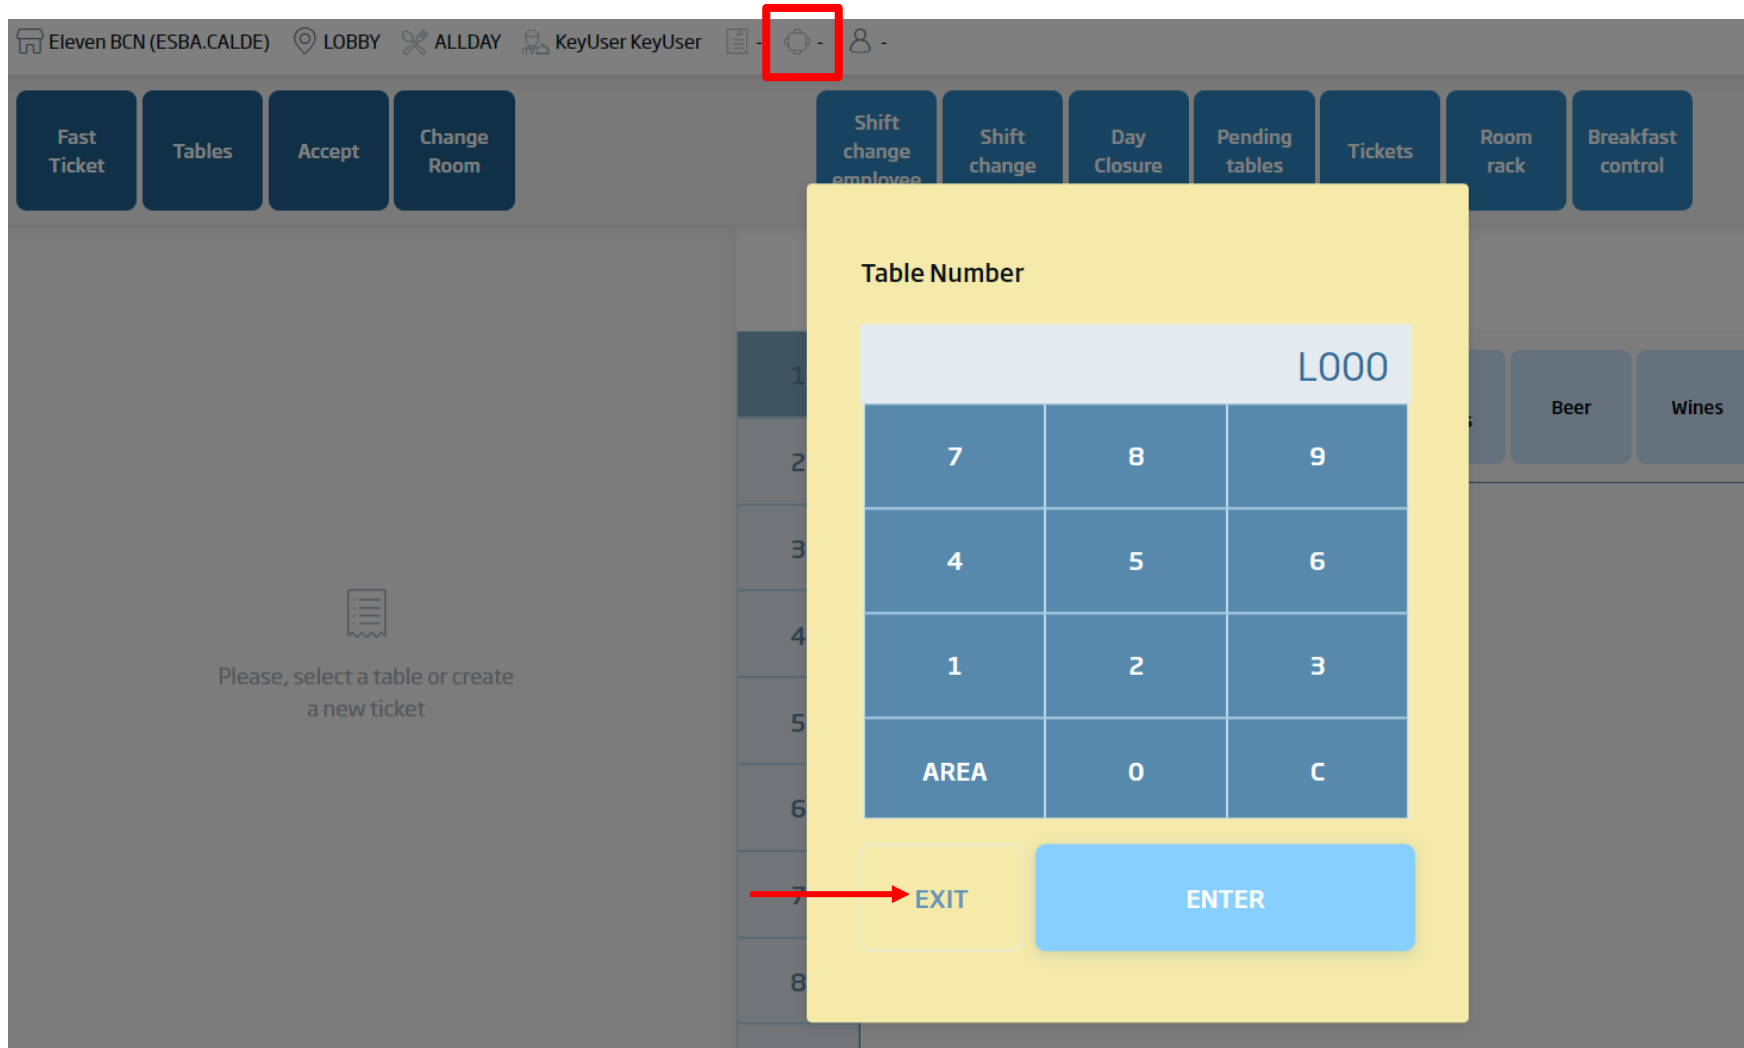 Eleven BCN (ESBA.CALDE) LOBBY ALLDAY KeyUser KeyUser - - -
Fast
Ticket
Tables
Accept
Change
Room
Shift
change
employee
Shift
change
Day
Closure
Pending
tables
Tickets
Room
rack
Breakfast
control
Table Number
L000
7 8 9
4 5 6
1 2 3
AREA 0 C
EXIT ENTER
1
2
3
4
5
6
7
8
Beer
Wines
Please, select a table or create
a new ticket